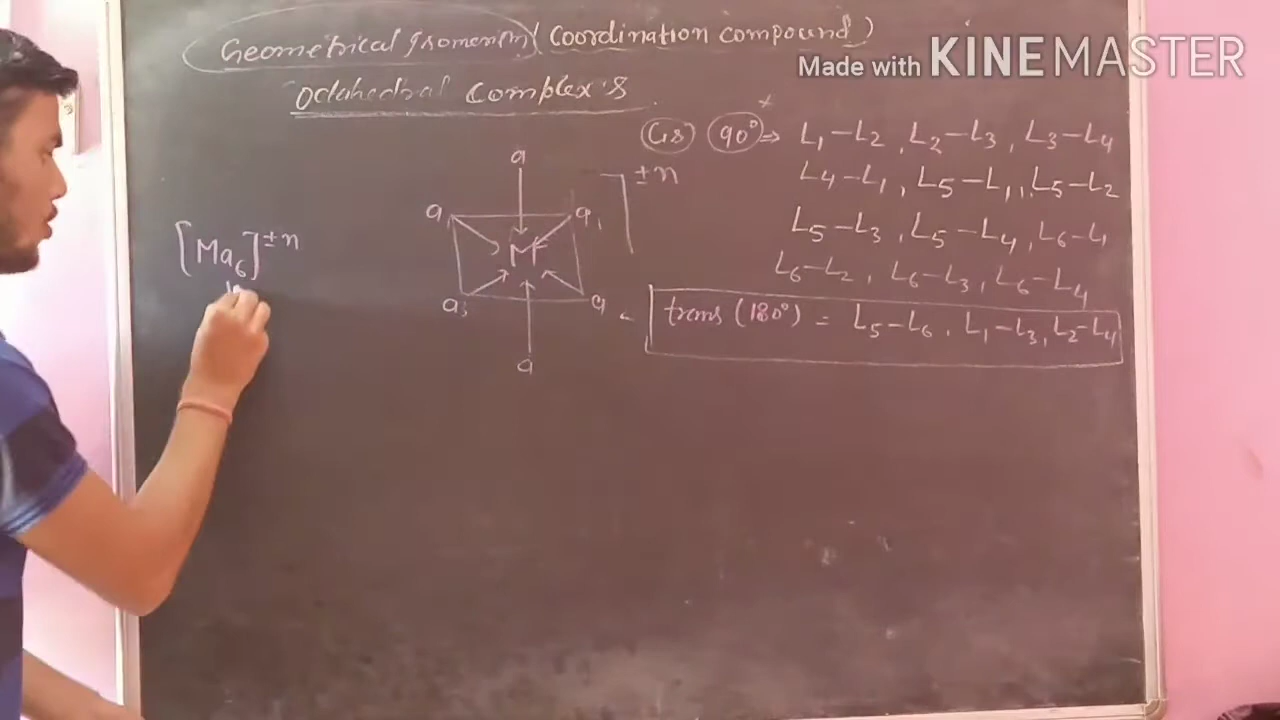 Geometrical isomerism (Coordination compound)
Made with KINEMASTER
Octahedral Complex's
Cis 90° ⇒ L₁-L₂, L₂-L₃, L₃-L₄
L₄-L₁, L₅-L₁, L₅-L₂
L₅-L₃, L₅-L₄, L₆-L₁
L₆-L₂, L₆-L₃, L₆-L₄
trans (180°) = L₅-L₆, L₁-L₃, L₂-L₄
[Ma₆]±n
a
±n
a a
M
a a
a